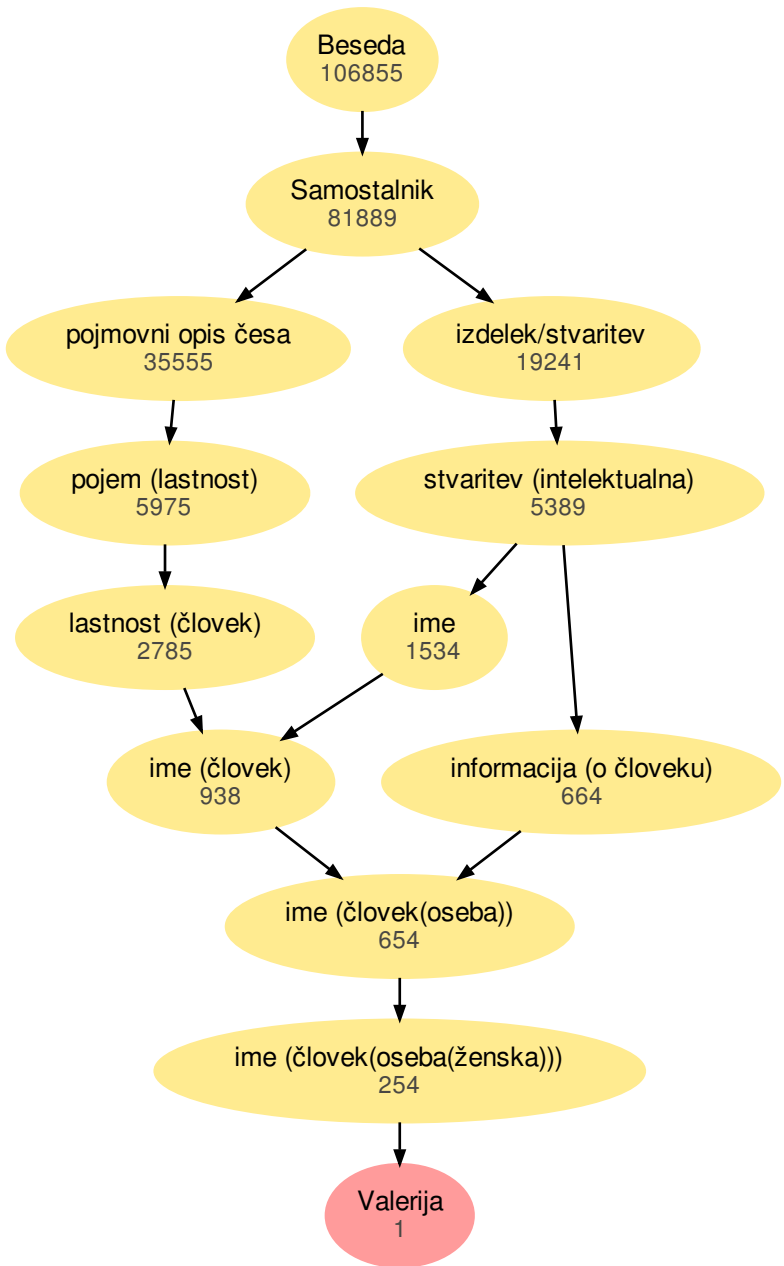 Beseda
106855
Samostalnik
81889
pojmovni opis česa
35555
izdelek/stvaritev
19241
pojem (lastnost)
5975
stvaritev (intelektualna)
5389
lastnost (človek)
2785
ime
1534
ime (človek)
938
informacija (o človeku)
664
ime (človek(oseba))
654
ime (človek(oseba(ženska)))
254
Valerija
1